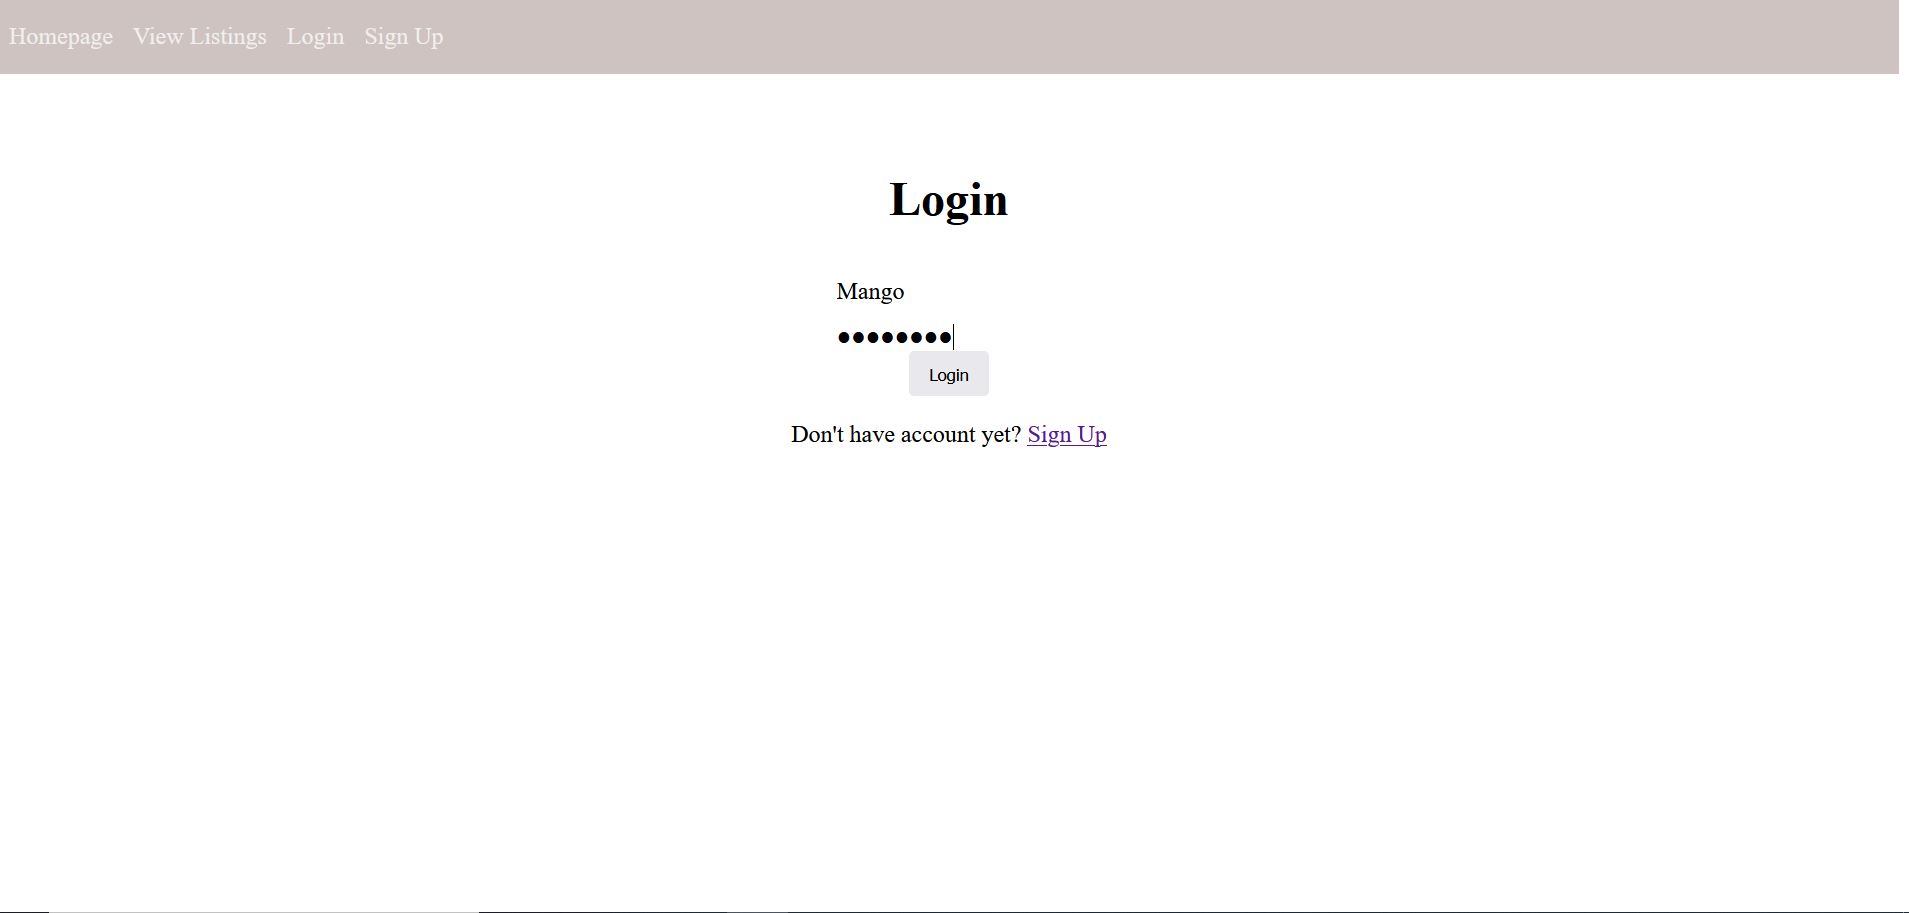 Homepage View Listings Login Sign Up
Login
Mango
●●●●●●●●
Login
Don't have account yet? Sign Up